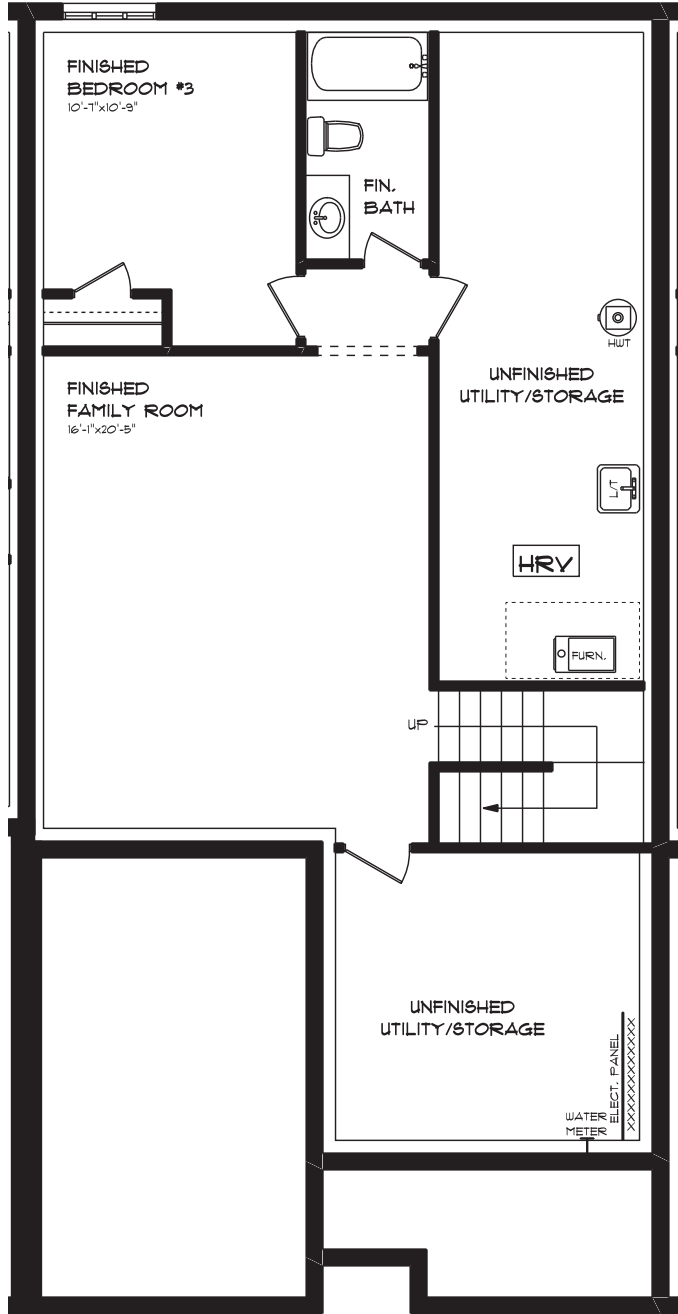 FINISHED
BEDROOM #3
10'-7"x10'-9"
FIN.
BATH
HWT
UNFINISHED
UTILITY/STORAGE
FINISHED
FAMILY ROOM
16'-1"x20'-5"
L/T
HRV
FURN.
UP
UNFINISHED
UTILITY/STORAGE
ELECT. PANEL
XXXXXXXXXXXX
WATER
METER